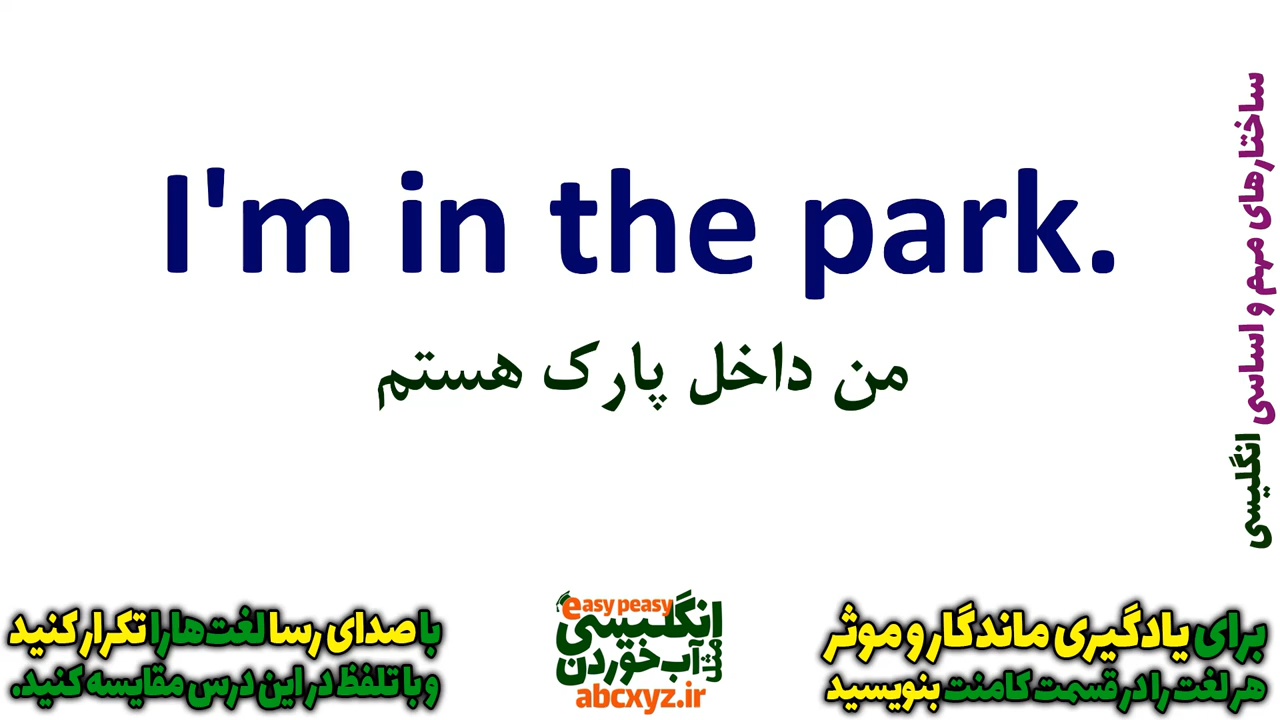 I'm in the park.
من داخل پارک هستم
ساختارهای مهم و اساسی انگلیسی
برای یادگیری ماندگار و موثر
هر لغت را در قسمت کامنت بنویسید
easy peasy
انگلیسی
مثل آب خوردن
abcxyz.ir
با صدای رسا لغت‌ها را تکرار کنید
و با تلفظ در این درس مقایسه کنید.